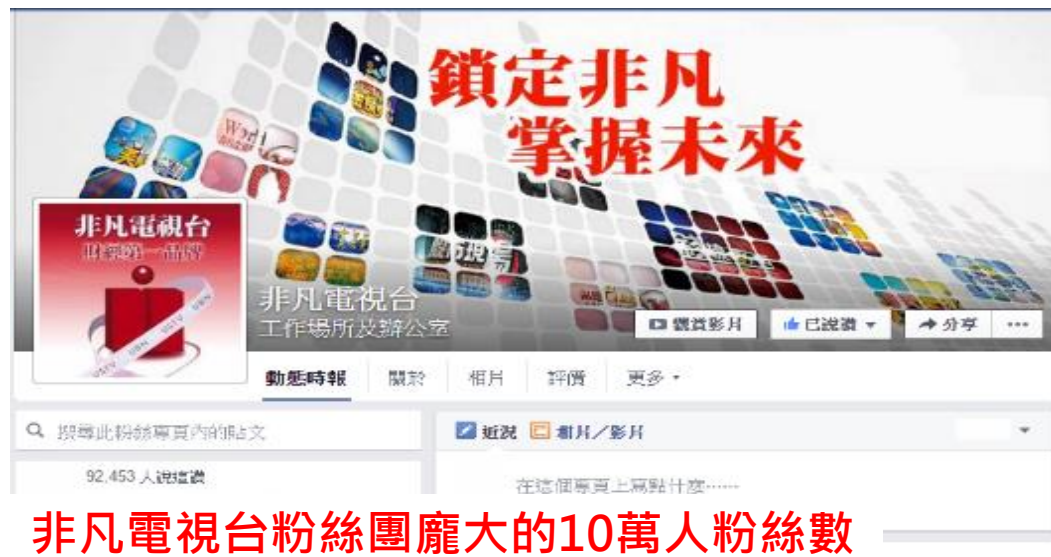 鎖定非凡
掌握未來
World
非凡電視台
財經第一品牌
USTV USBN USTV
非凡電視台
工作場所及辦公室
觀賞影片 已說讚 分享
動態時報 關於 相片 評價 更多
搜尋此粉絲專頁內的貼文
近況 相片／影片
92,453 人說這讚
在這個專頁上寫點什麼……
非凡電視台粉絲團龐大的10萬人粉絲數